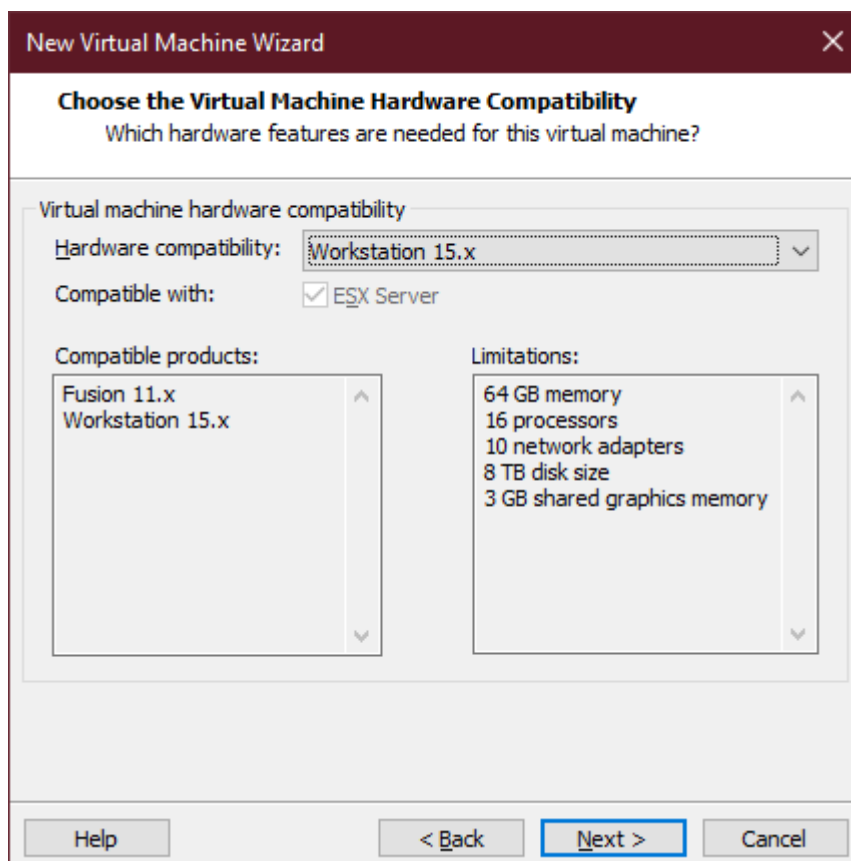 New Virtual Machine Wizard
Choose the Virtual Machine Hardware Compatibility
Which hardware features are needed for this virtual machine?
Virtual machine hardware compatibility
Hardware compatibility: Workstation 15.x
Compatible with: ESX Server
Compatible products:
Fusion 11.x
Workstation 15.x
Limitations:
64 GB memory
16 processors
10 network adapters
8 TB disk size
3 GB shared graphics memory
Help < Back Next > Cancel